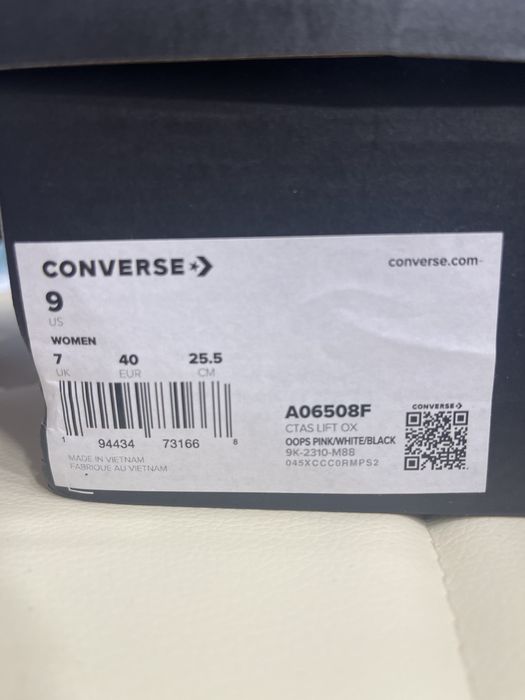 CONVERSE
converse.com
9
US
WOMEN
7 40 25.5
UK EUR CM
1 94434 73166 8
MADE IN VIETNAM
FABRIQUE AU VIETNAM
A06508F
CTAS LIFT OX
OOPS PINK/WHITE/BLACK
9K-2310-M88
045XCCC0RMPS2
CONVERSE